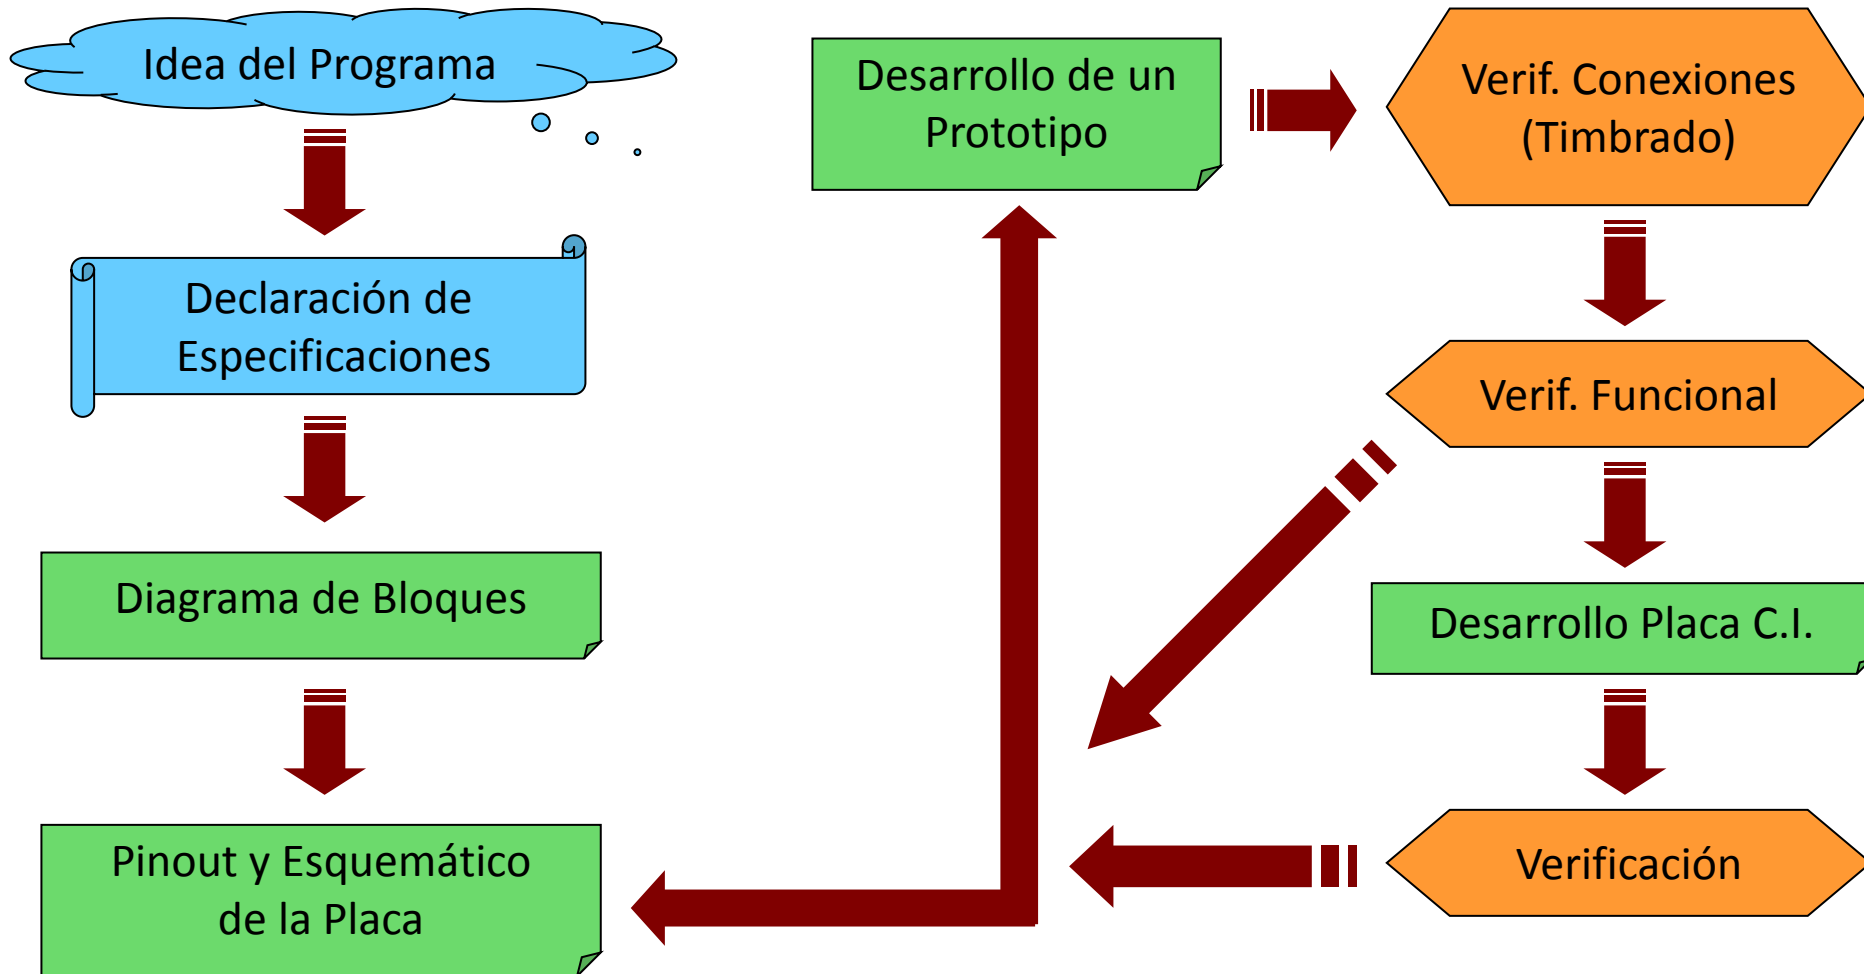 Idea del Programa
Declaración de
Especificaciones
Diagrama de Bloques
Pinout y Esquemático
de la Placa
Desarrollo de un
Prototipo
Verif. Conexiones
(Timbrado)
Verif. Funcional
Desarrollo Placa C.I.
Verificación